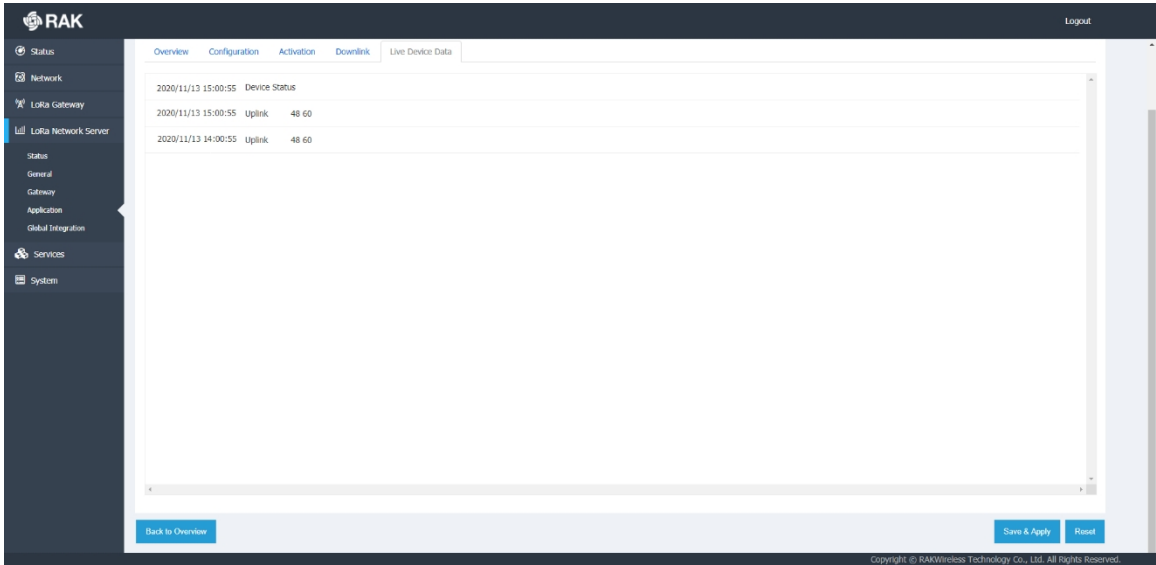 RAK
Logout
Status
Network
LoRa Gateway
LoRa Network Server
Status
General
Gateway
Application
Global Integration
Services
System
Overview Configuration Activation Downlink Live Device Data
2020/11/13 15:00:55 Device Status
2020/11/13 15:00:55 Uplink 48 60
2020/11/13 14:00:55 Uplink 48 60
Back to Overview
Save & Apply Reset
Copyright © RAKWireless Technology Co., Ltd. All Rights Reserved.